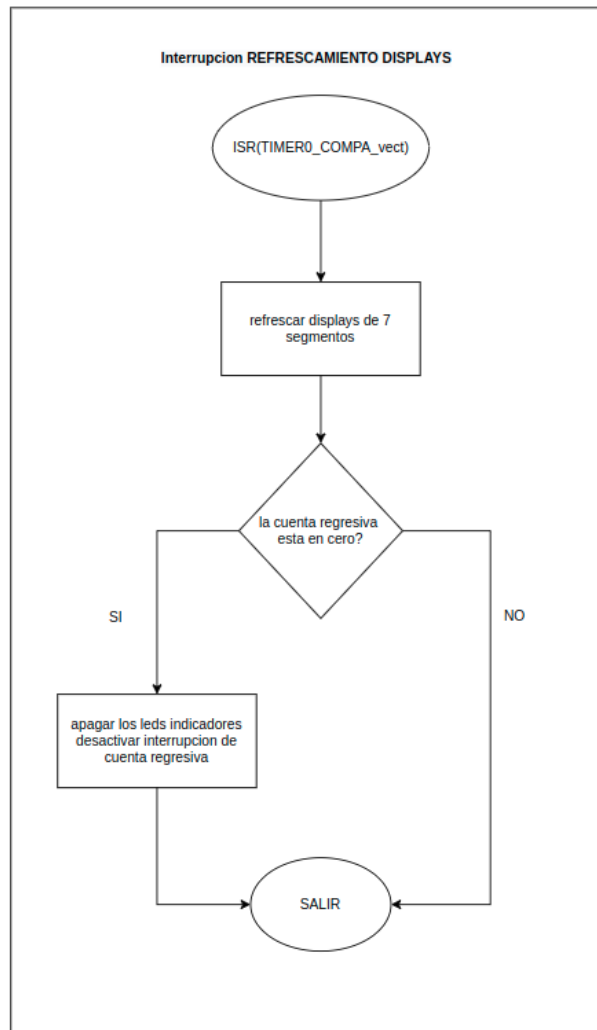 Interrupcion REFRESCAMIENTO DISPLAYS
ISR(TIMER0_COMPA_vect)
refrescar displays de 7
segmentos
la cuenta regresiva
esta en cero?
SI
NO
apagar los leds indicadores
desactivar interrupcion de
cuenta regresiva
SALIR